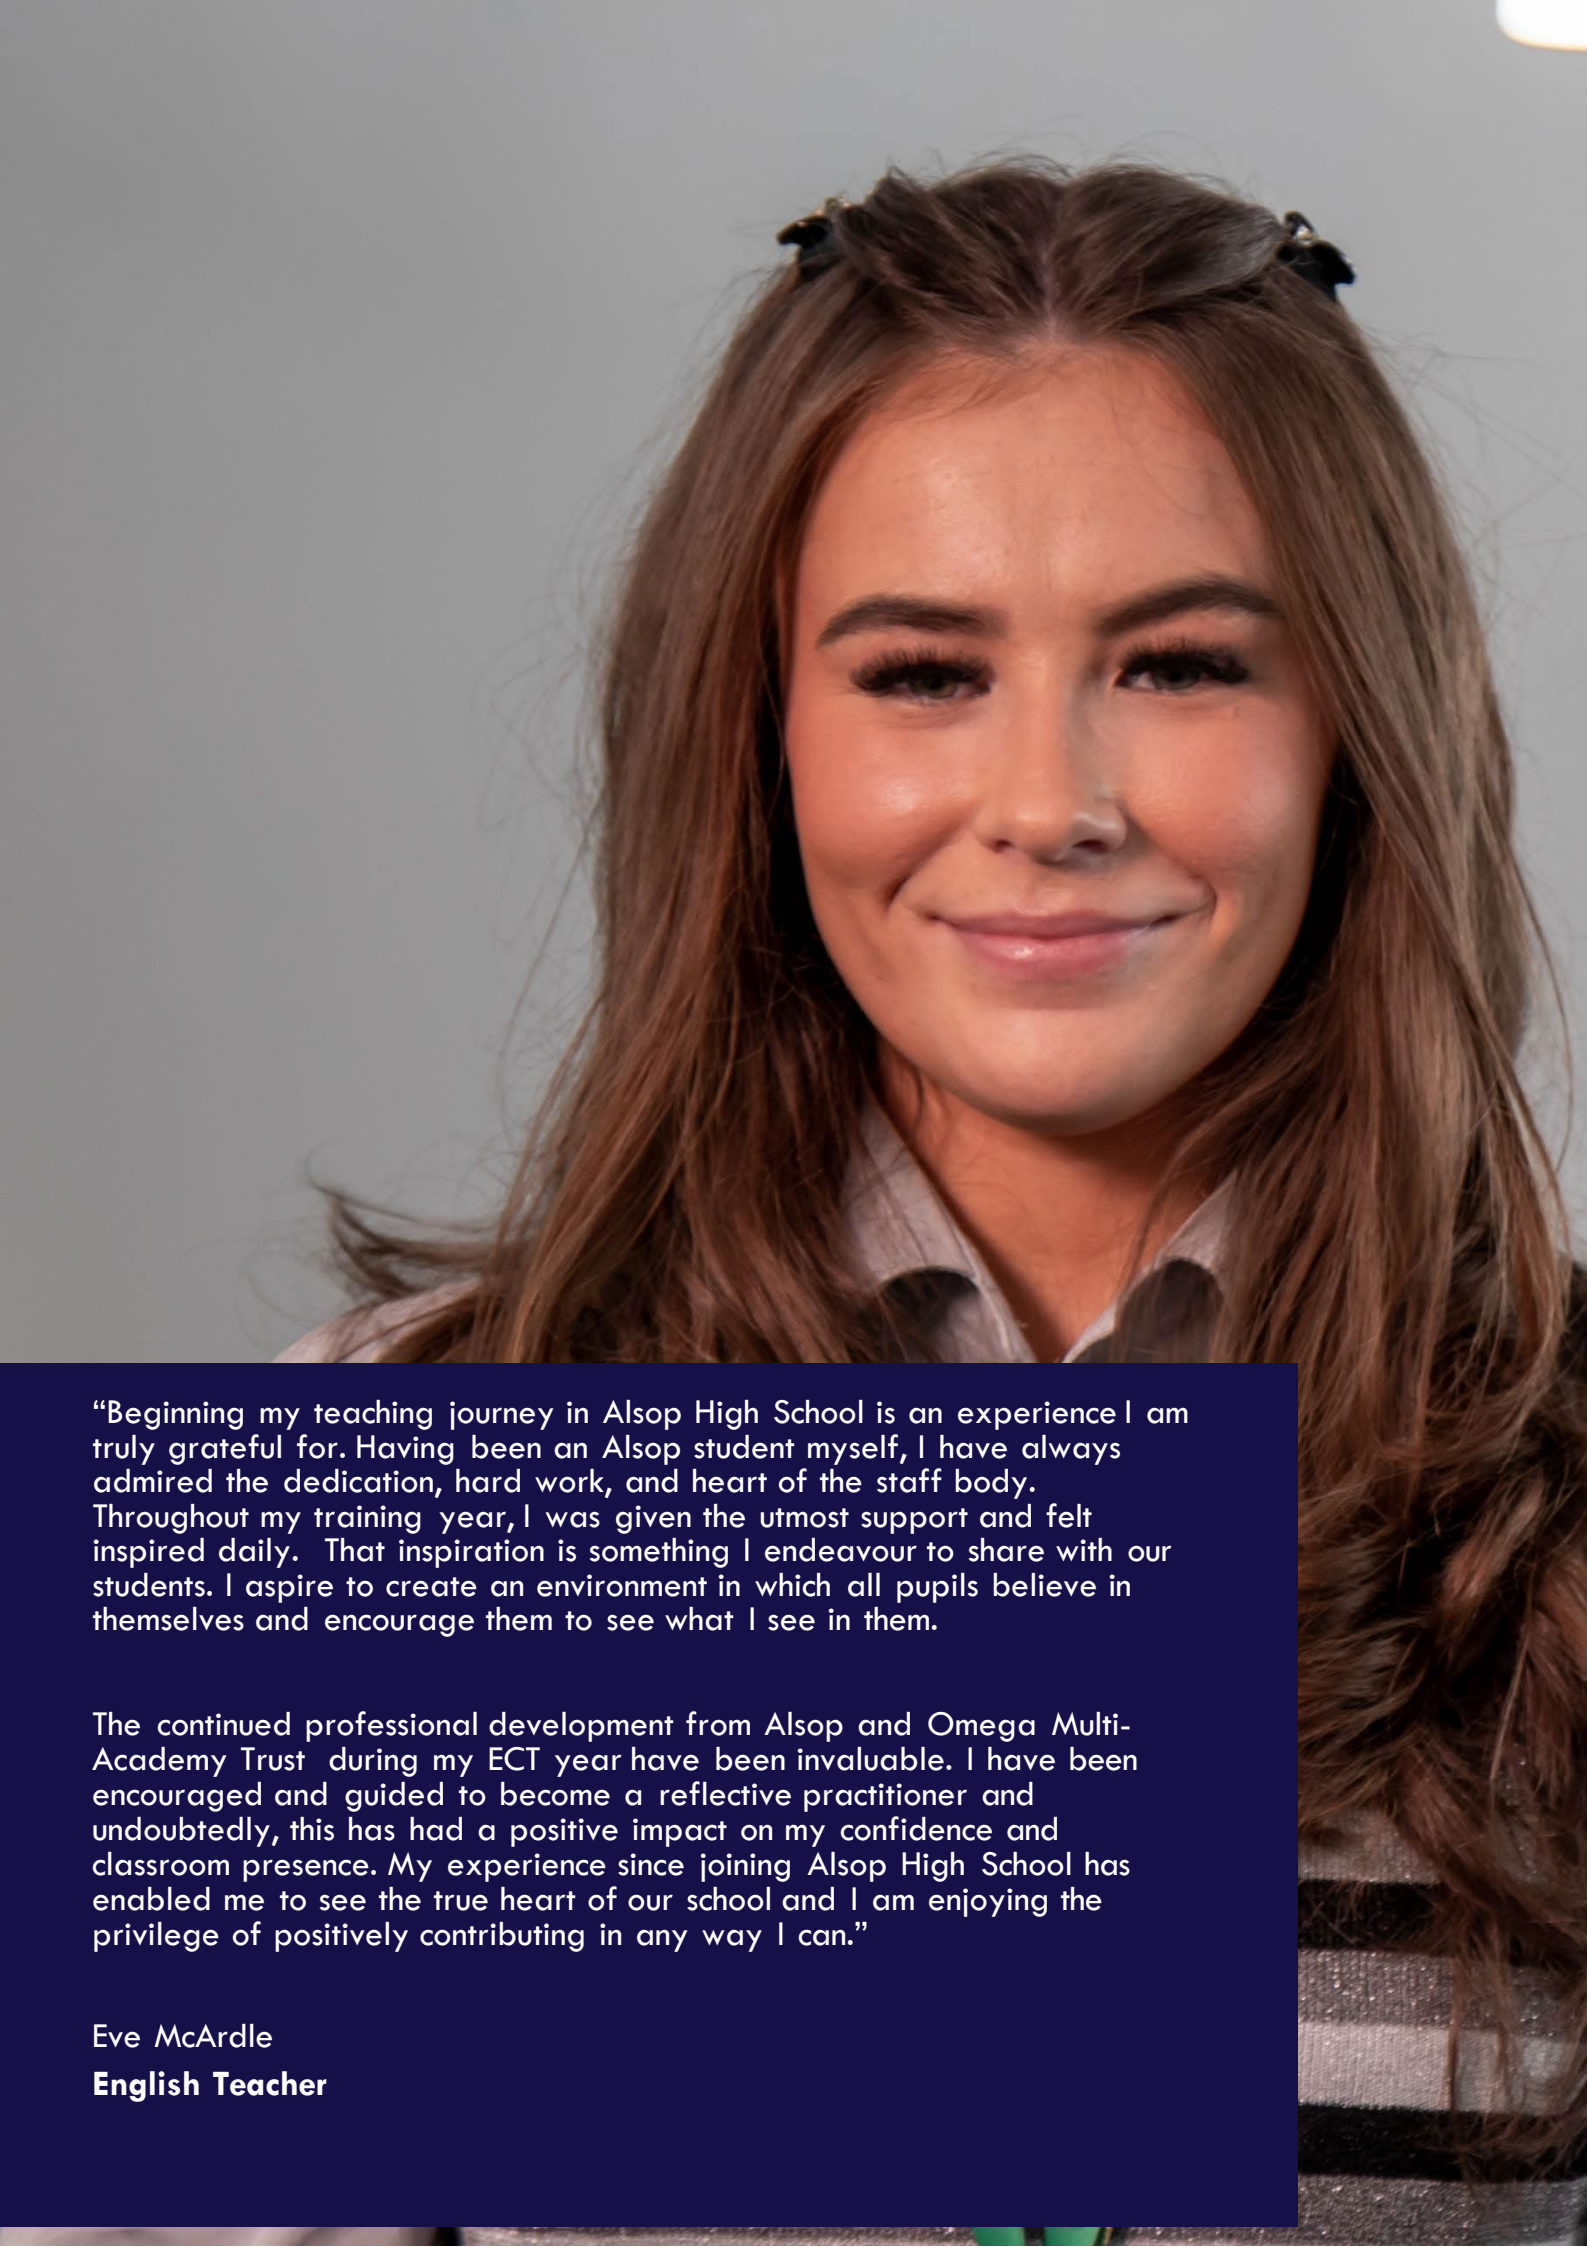 “Beginning my teaching journey in Alsop High School is an experience I am
truly grateful for. Having been an Alsop student myself, I have always
admired the dedication, hard work, and heart of the staff body.
Throughout my training year, I was given the utmost support and felt
inspired daily. That inspiration is something I endeavour to share with our
students. I aspire to create an environment in which all pupils believe in
themselves and encourage them to see what I see in them.
The continued professional development from Alsop and Omega Multi-
Academy Trust during my ECT year have been invaluable. I have been
encouraged and guided to become a reflective practitioner and
undoubtedly, this has had a positive impact on my confidence and
classroom presence. My experience since joining Alsop High School has
enabled me to see the true heart of our school and I am enjoying the
privilege of positively contributing in any way I can.”
Eve McArdle
English Teacher